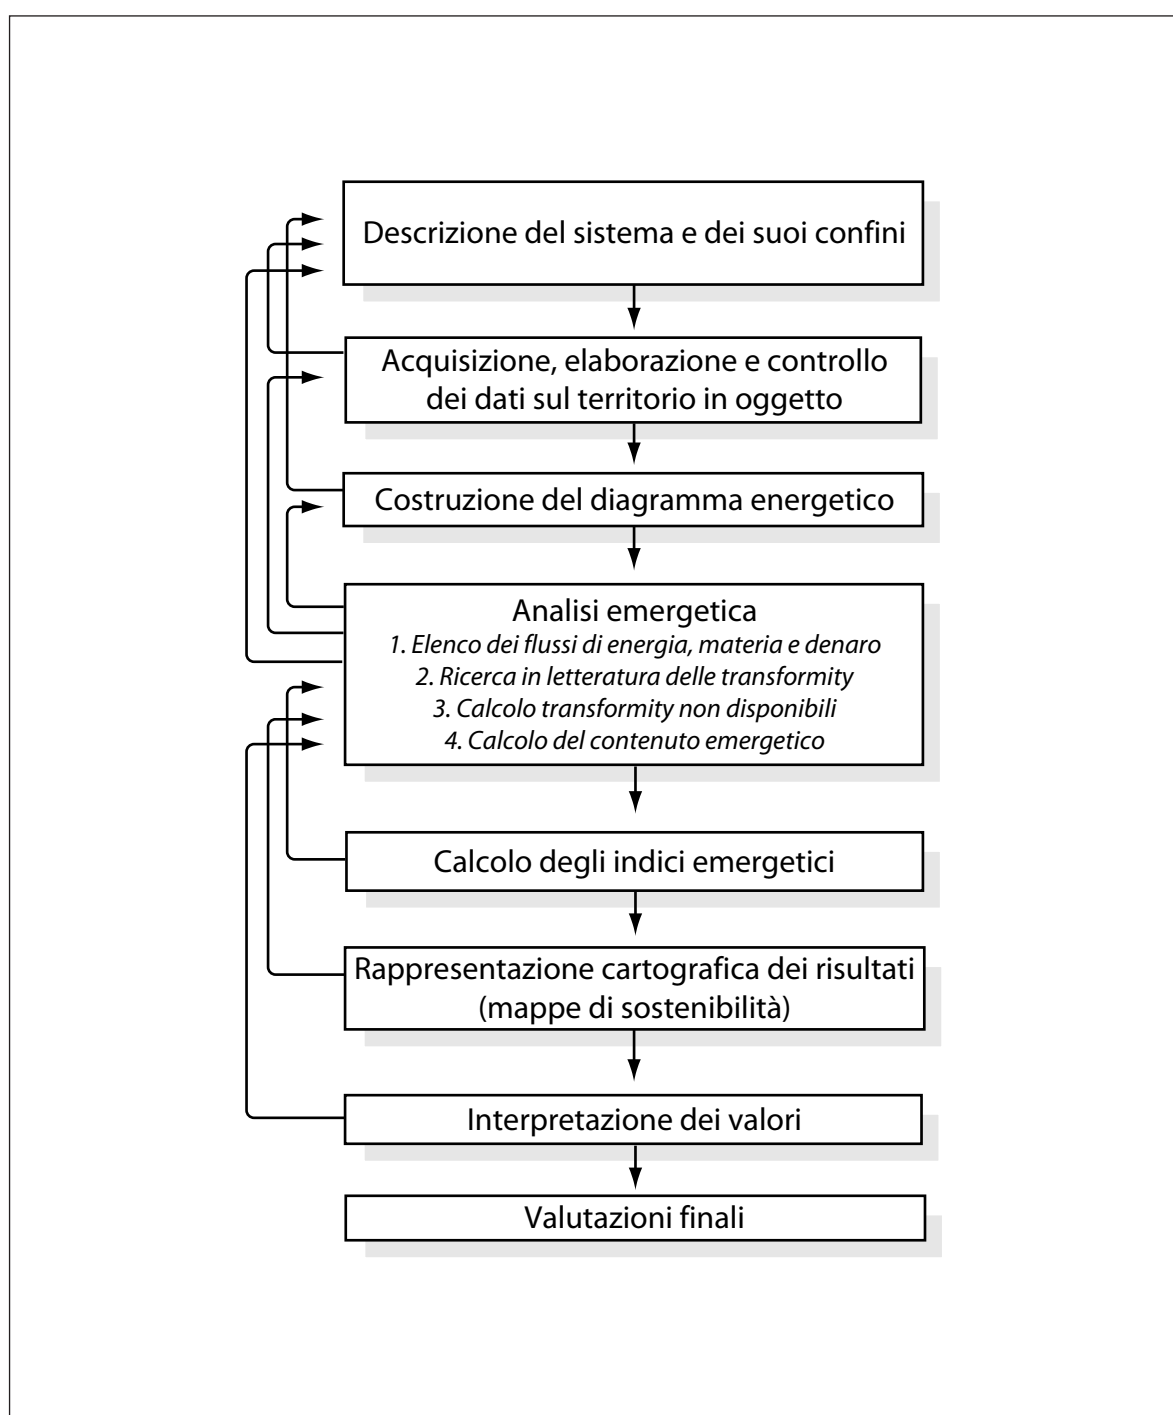 Descrizione del sistema e dei suoi confini
Acquisizione, elaborazione e controllo
dei dati sul territorio in oggetto
Costruzione del diagramma energetico
Analisi emergetica
1. Elenco dei flussi di energia, materia e denaro
2. Ricerca in letteratura delle transformity
3. Calcolo transformity non disponibili
4. Calcolo del contenuto emergetico
Calcolo degli indici emergetici
Rappresentazione cartografica dei risultati
(mappe di sostenibilità)
Interpretazione dei valori
Valutazioni finali